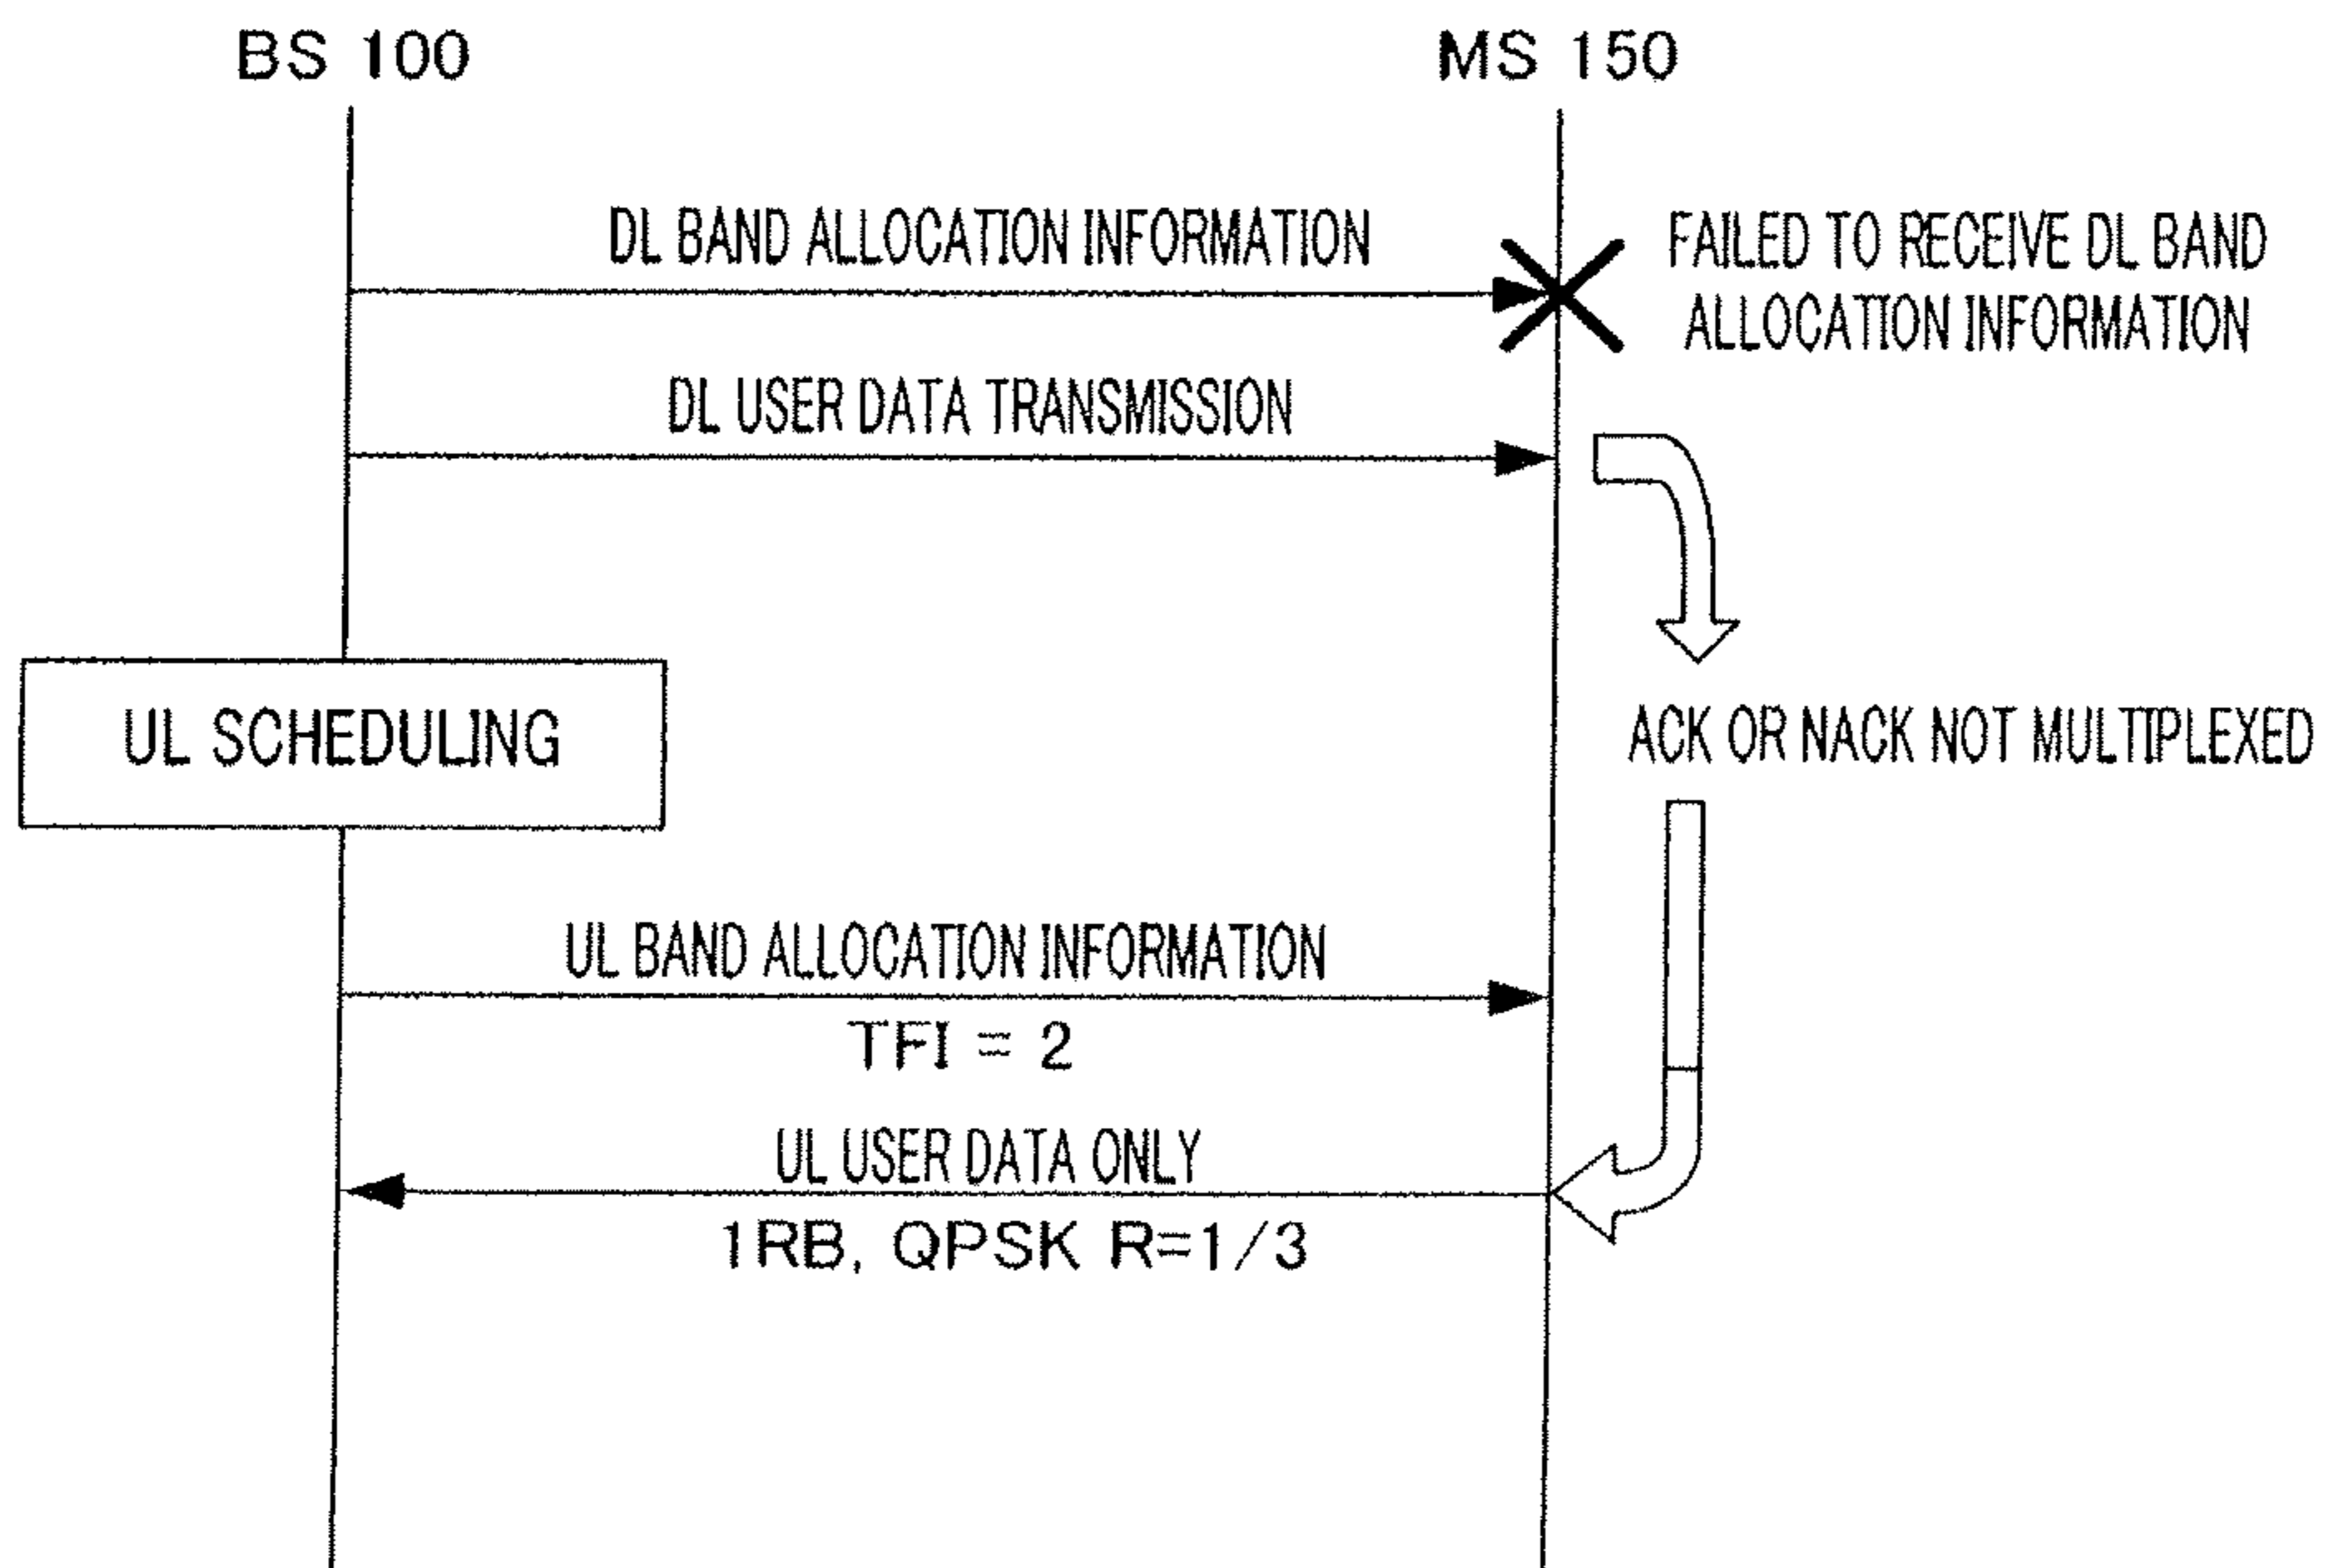 BS 100
MS 150
DL BAND ALLOCATION INFORMATION
FAILED TO RECEIVE DL BAND
ALLOCATION INFORMATION
DL USER DATA TRANSMISSION
UL SCHEDULING
ACK OR NACK NOT MULTIPLEXED
UL BAND ALLOCATION INFORMATION
TFI = 2
UL USER DATA ONLY
1RB, QPSK R=1/3